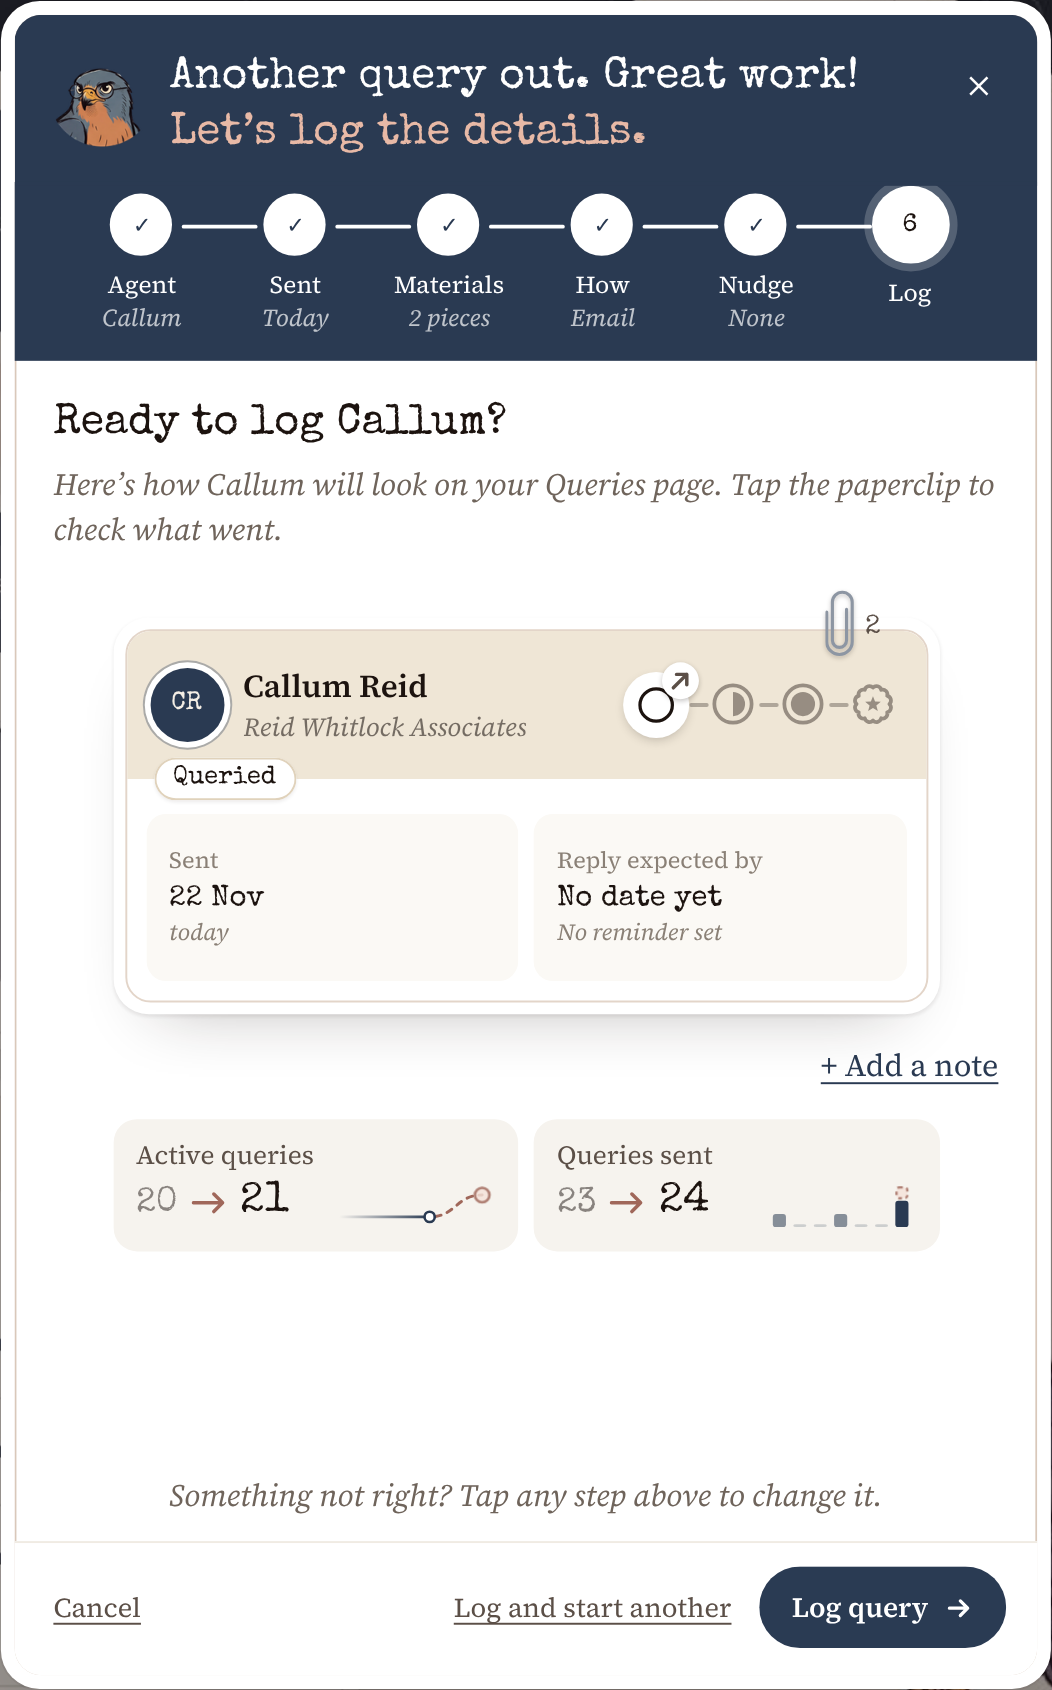 Another query out. Great work!
Let's log the details.
✓ ✓ ✓ ✓ ✓ 6
Agent Sent Materials How Nudge Log
Callum Today 2 pieces Email None
Ready to log Callum?
Here's how Callum will look on your Queries page. Tap the paperclip to
check what went.
2
CR
Callum Reid
Reid Whitlock Associates
Queried
Sent
22 Nov
today
Reply expected by
No date yet
No reminder set
+ Add a note
Active queries
20 → 21
Queries sent
23 → 24
Something not right? Tap any step above to change it.
Cancel
Log and start another
Log query →